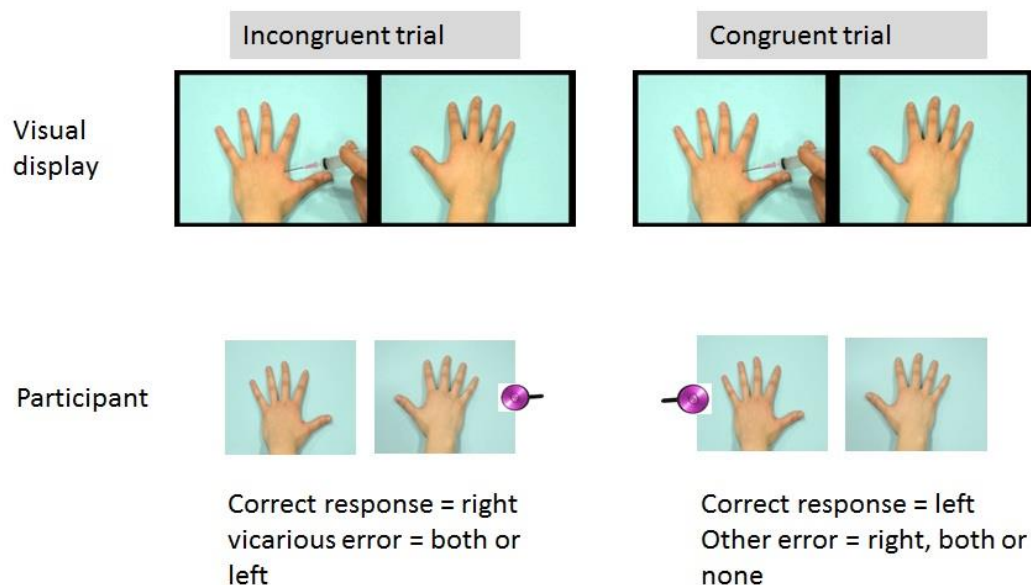 Incongruent trial
Congruent trial
Visual
display
Participant
Correct response = right
vicarious error = both or
left
Correct response = left
Other error = right, both or
none